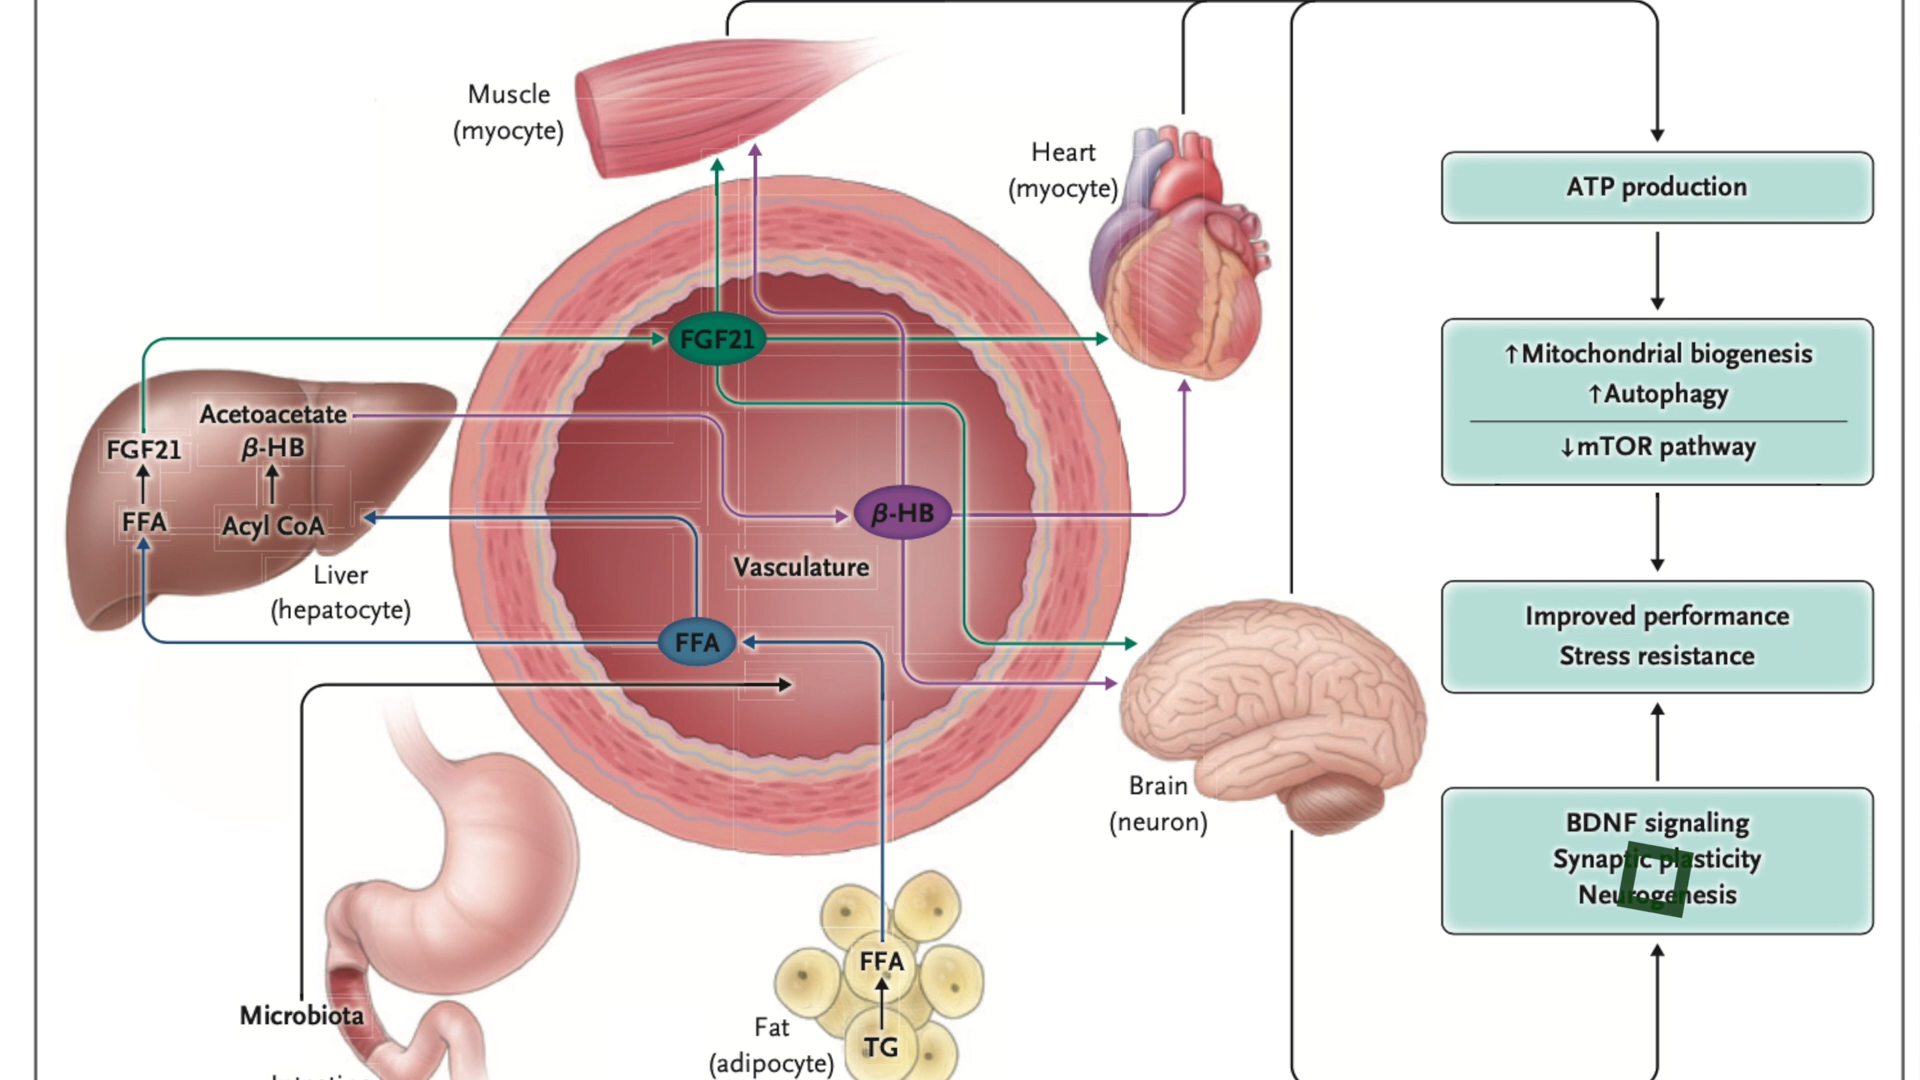 Muscle
(myocyte)
Heart
(myocyte)
ATP production
FGF21
↑Mitochondrial biogenesis
↑Autophagy
↓mTOR pathway
Acetoacetate
β-HB
FGF21
FFA
Acyl CoA
β-HB
Vasculature
Liver
(hepatocyte)
FFA
Improved performance
Stress resistance
Brain
(neuron)
BDNF signaling
Synaptic plasticity
Neurogenesis
FFA
TG
Microbiota
Fat
(adipocyte)